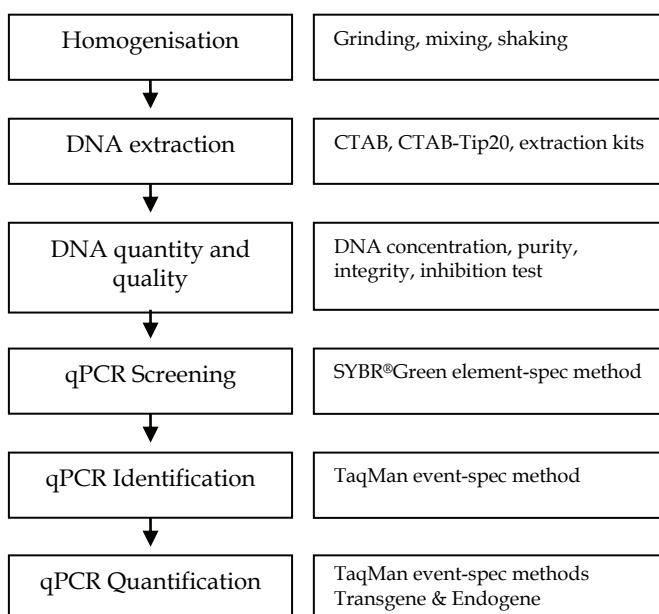 Homogenisation
Grinding, mixing, shaking
DNA extraction
CTAB, CTAB-Tip20, extraction kits
DNA quantity and
quality
DNA concentration, purity,
integrity, inhibition test
qPCR Screening
SYBR®Green element-spec method
qPCR Identification
TaqMan event-spec method
qPCR Quantification
TaqMan event-spec methods
Transgene & Endogene